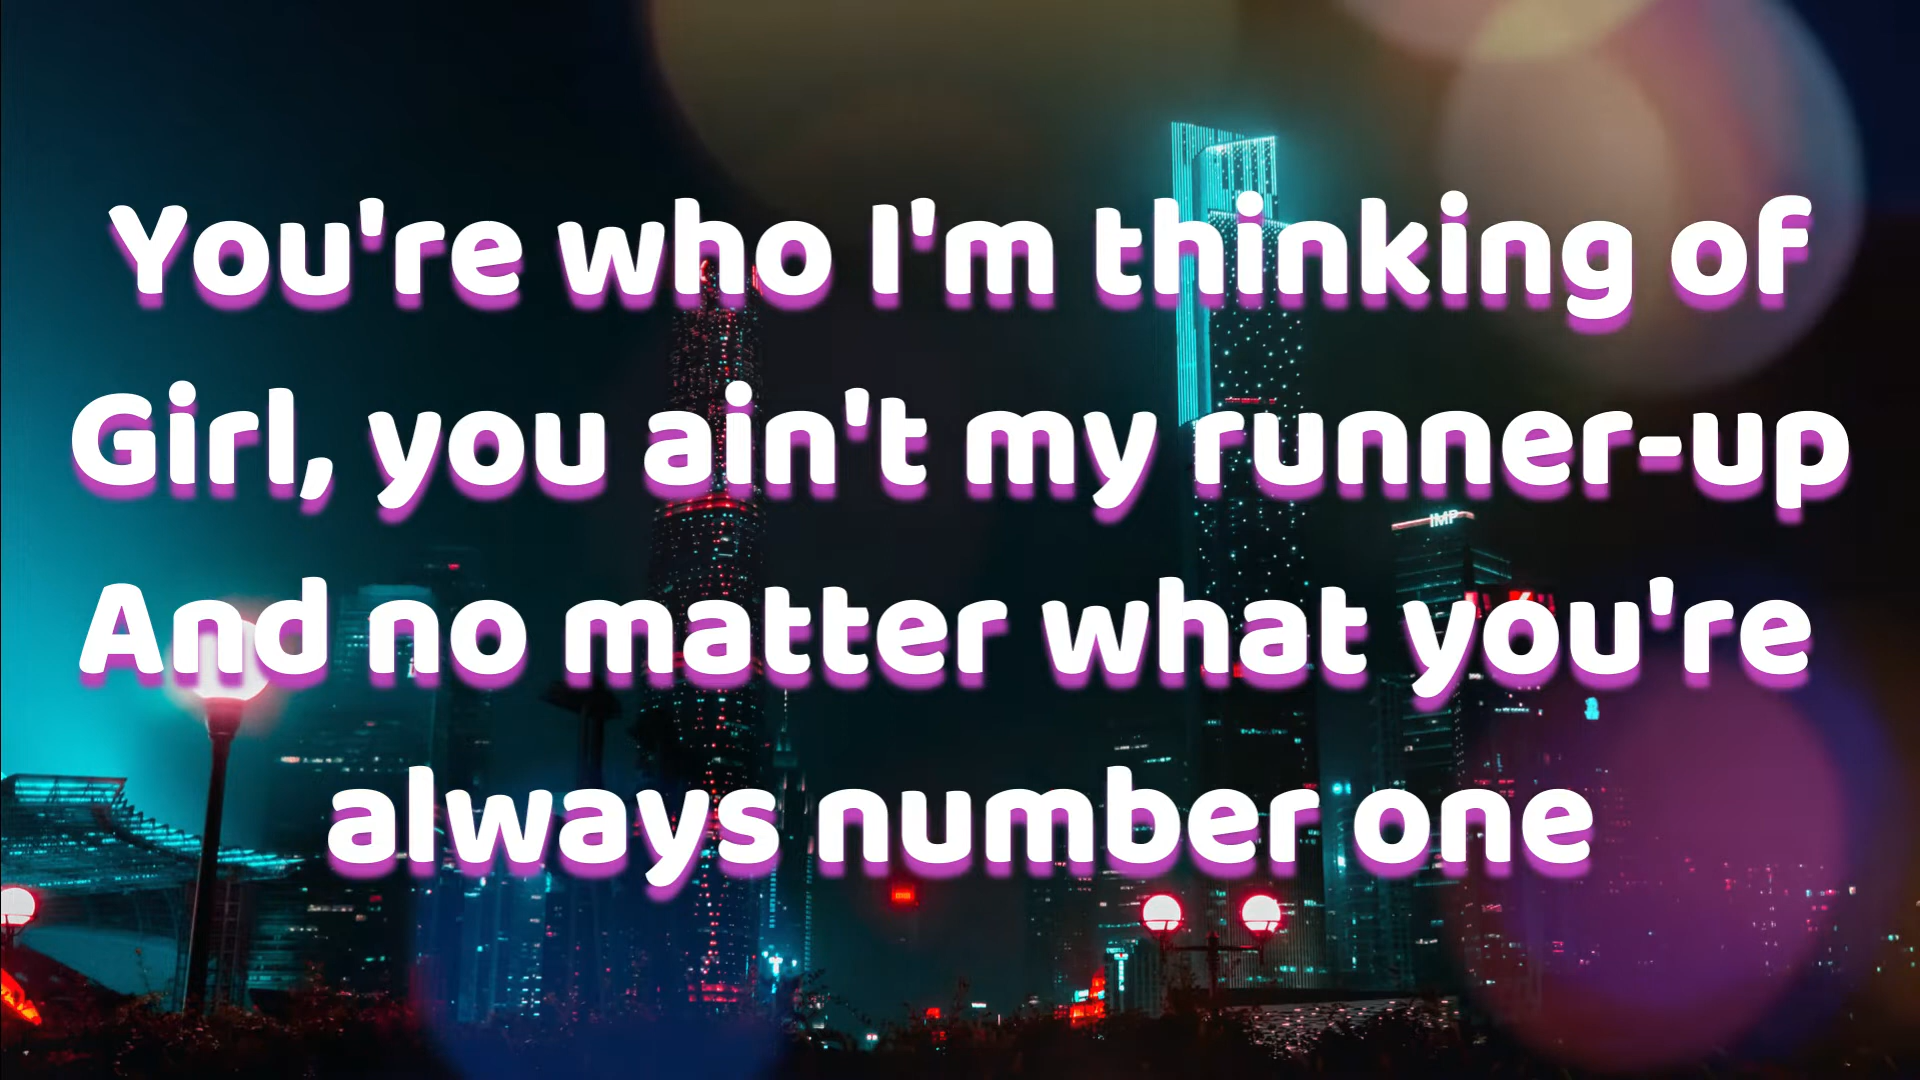 You're who I'm thinking of
Girl, you ain't my runner-up
And no matter what you're
always number one
IMP